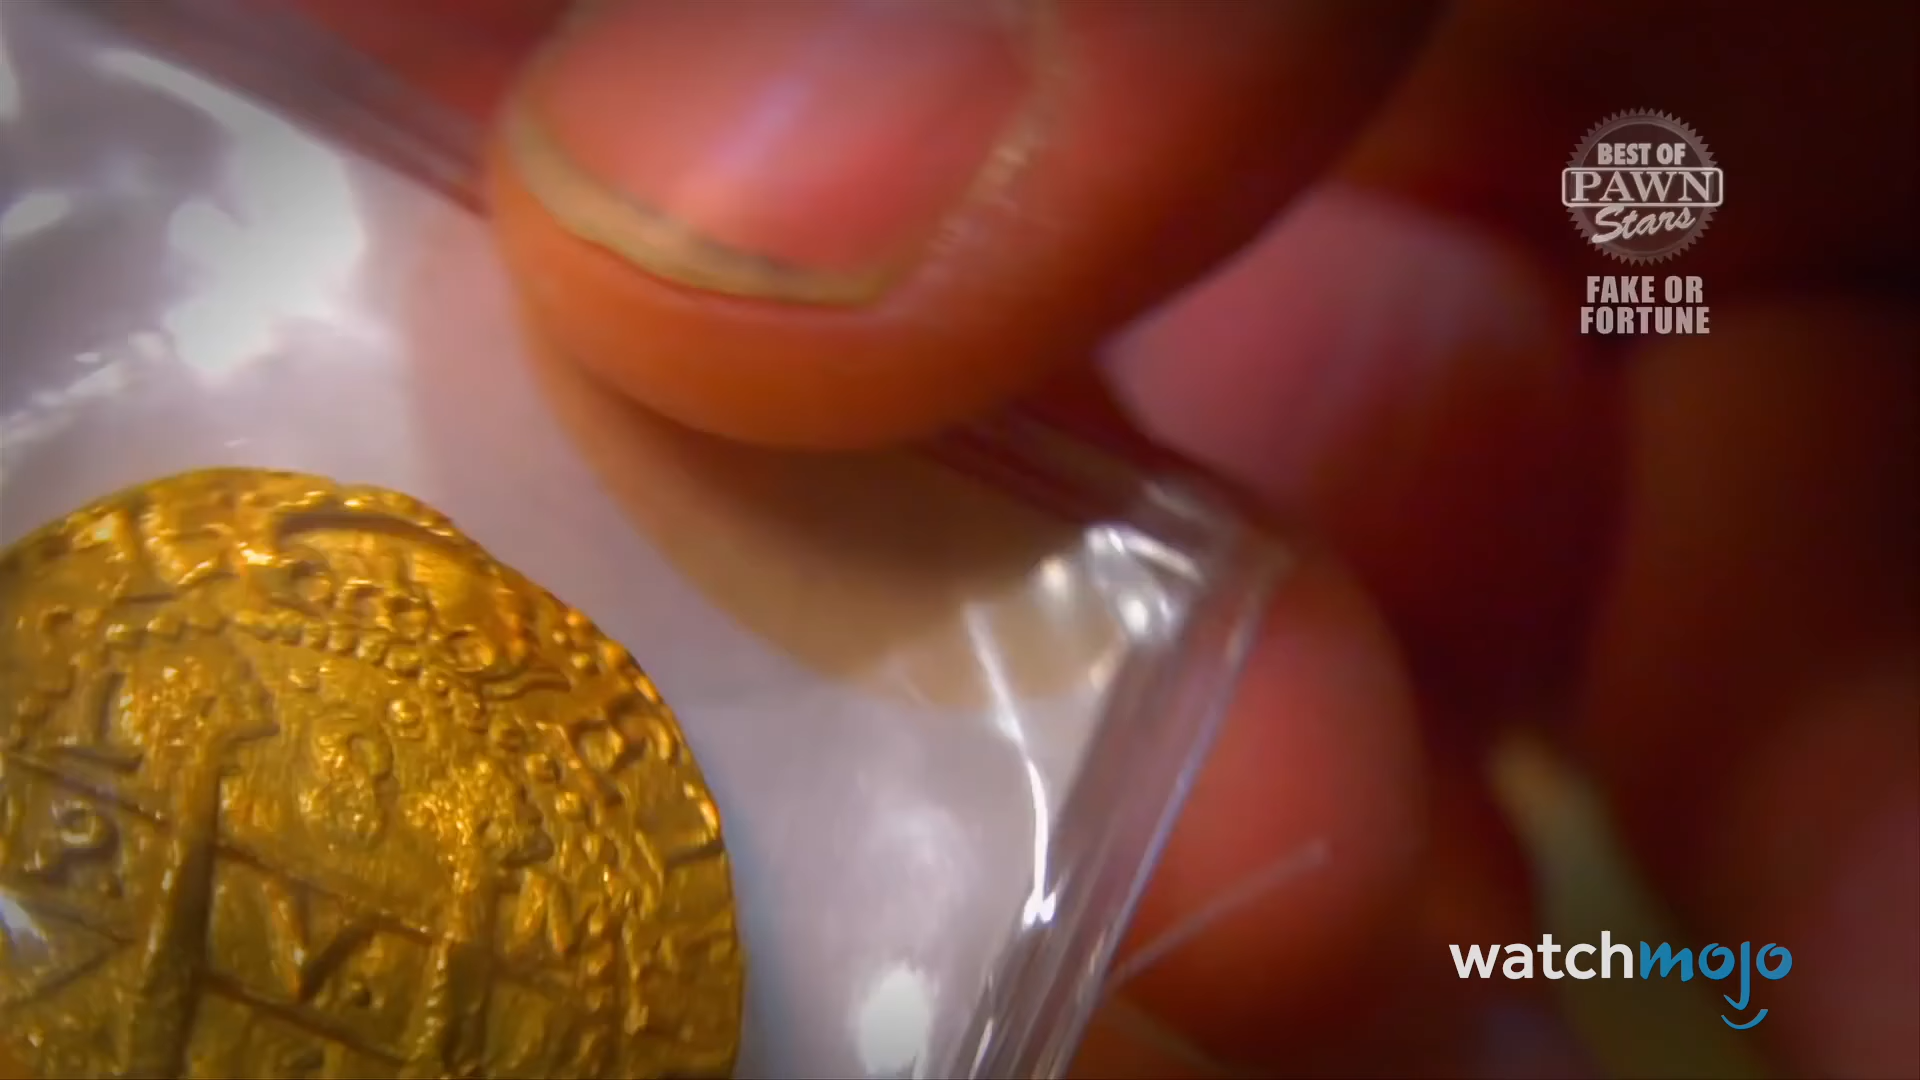 BEST OF
PAWN
Stars
FAKE OR
FORTUNE
watchmojo